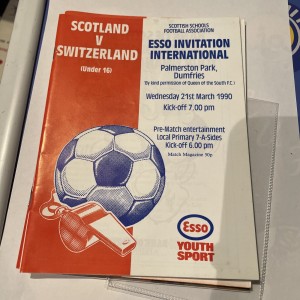 SCOTLAND
V
SWITZERLAND
(Under 16)
SCOTTISH SCHOOLS
FOOTBALL ASSOCIATION
ESSO INVITATION
INTERNATIONAL
Palmerston Park,
Dumfries
(By kind permission of Queen of the South F.C.)
Wednesday 21st March 1990
Kick-off 7.00 pm
Pre-Match entertainment
Local Primary 7-A-Sides
Kick-off 6.00 pm
Match Magazine 30p
Esso
YOUTH
SPORT